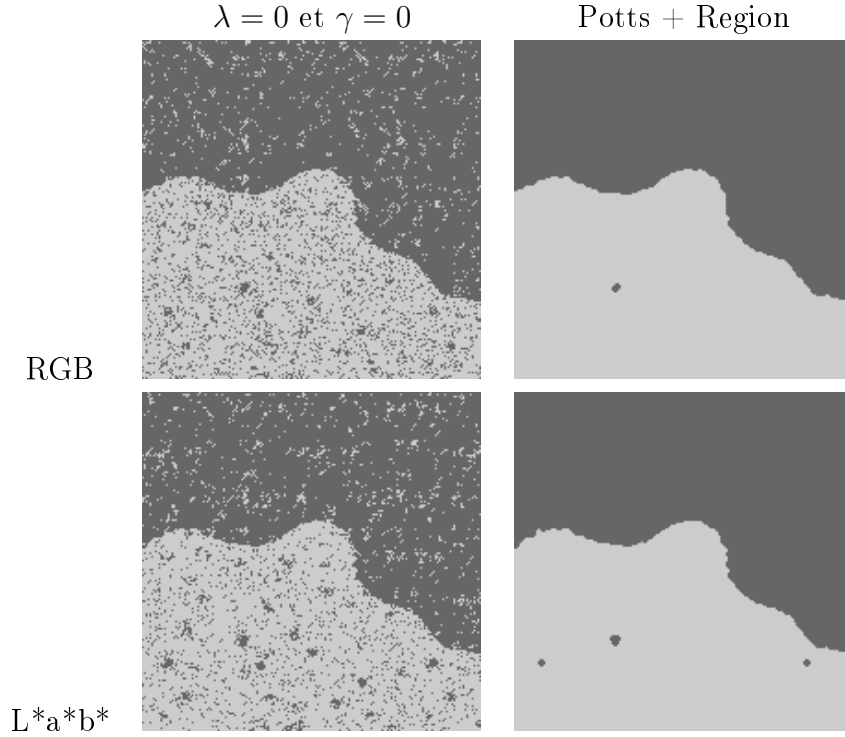 λ = 0 et γ = 0 Potts + Region
RGB
L*a*b*